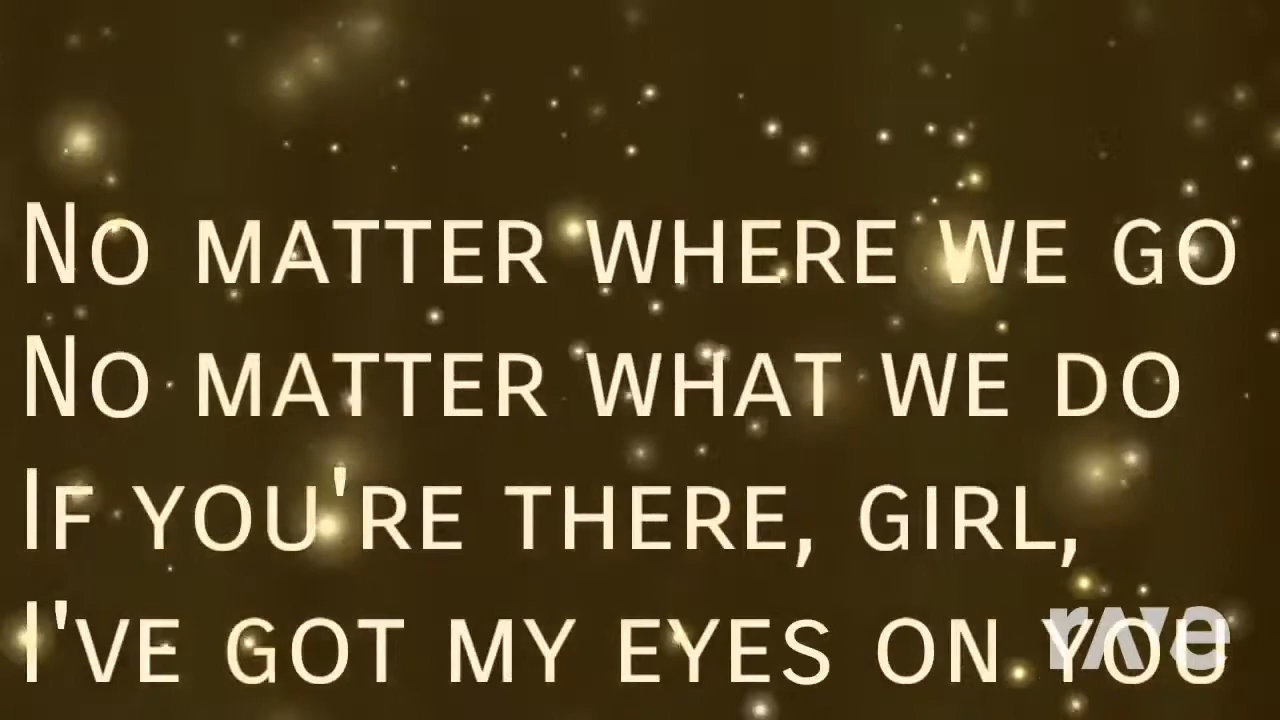 No matter where we go
No matter what we do
If you're there, girl,
I've got my eyes on you
rave